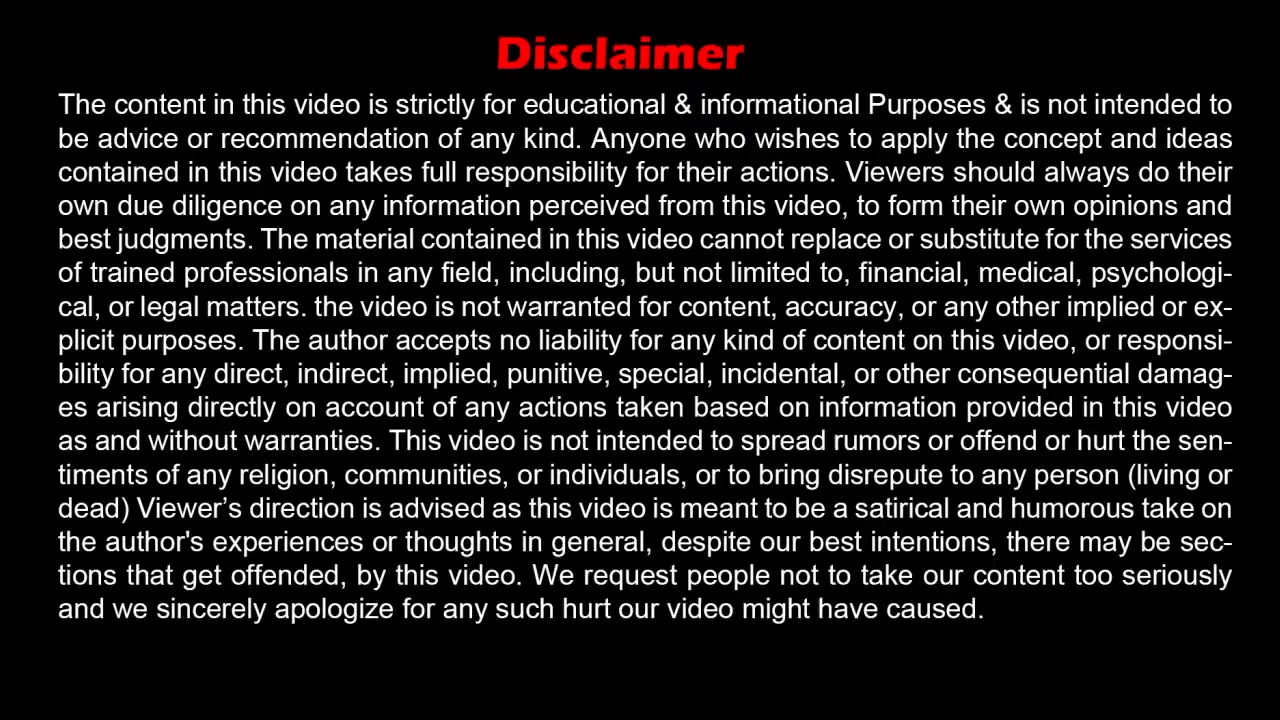 Disclaimer
The content in this video is strictly for educational & informational Purposes & is not intended to
be advice or recommendation of any kind. Anyone who wishes to apply the concept and ideas
contained in this video takes full responsibility for their actions. Viewers should always do their
own due diligence on any information perceived from this video, to form their own opinions and
best judgments. The material contained in this video cannot replace or substitute for the services
of trained professionals in any field, including, but not limited to, financial, medical, psychologi-
cal, or legal matters. the video is not warranted for content, accuracy, or any other implied or ex-
plicit purposes. The author accepts no liability for any kind of content on this video, or responsi-
bility for any direct, indirect, implied, punitive, special, incidental, or other consequential damag-
es arising directly on account of any actions taken based on information provided in this video
as and without warranties. This video is not intended to spread rumors or offend or hurt the sen-
timents of any religion, communities, or individuals, or to bring disrepute to any person (living or
dead) Viewer’s direction is advised as this video is meant to be a satirical and humorous take on
the author's experiences or thoughts in general, despite our best intentions, there may be sec-
tions that get offended, by this video. We request people not to take our content too seriously
and we sincerely apologize for any such hurt our video might have caused.